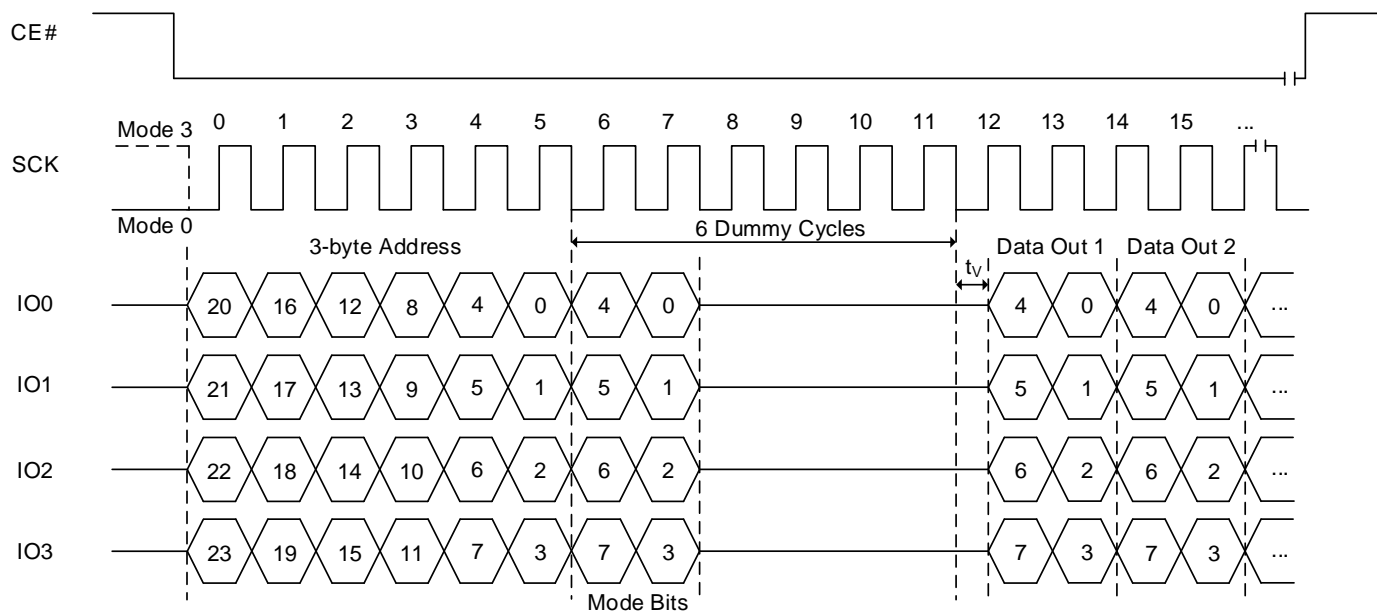 CE#
Mode 3 0 1 2 3 4 5 6 7 8 9 10 11 12 13 14 15 ...
SCK
Mode 0
6 Dummy Cycles
3-byte Address Data Out 1 Data Out 2
tV
IO0 20 16 12 8 4 0 4 0 4 0 4 0 ...
IO1 21 17 13 9 5 1 5 1 5 1 5 1 ...
IO2 22 18 14 10 6 2 6 2 6 2 6 2 ...
IO3 23 19 15 11 7 3 7 3 7 3 7 3 ...
Mode Bits